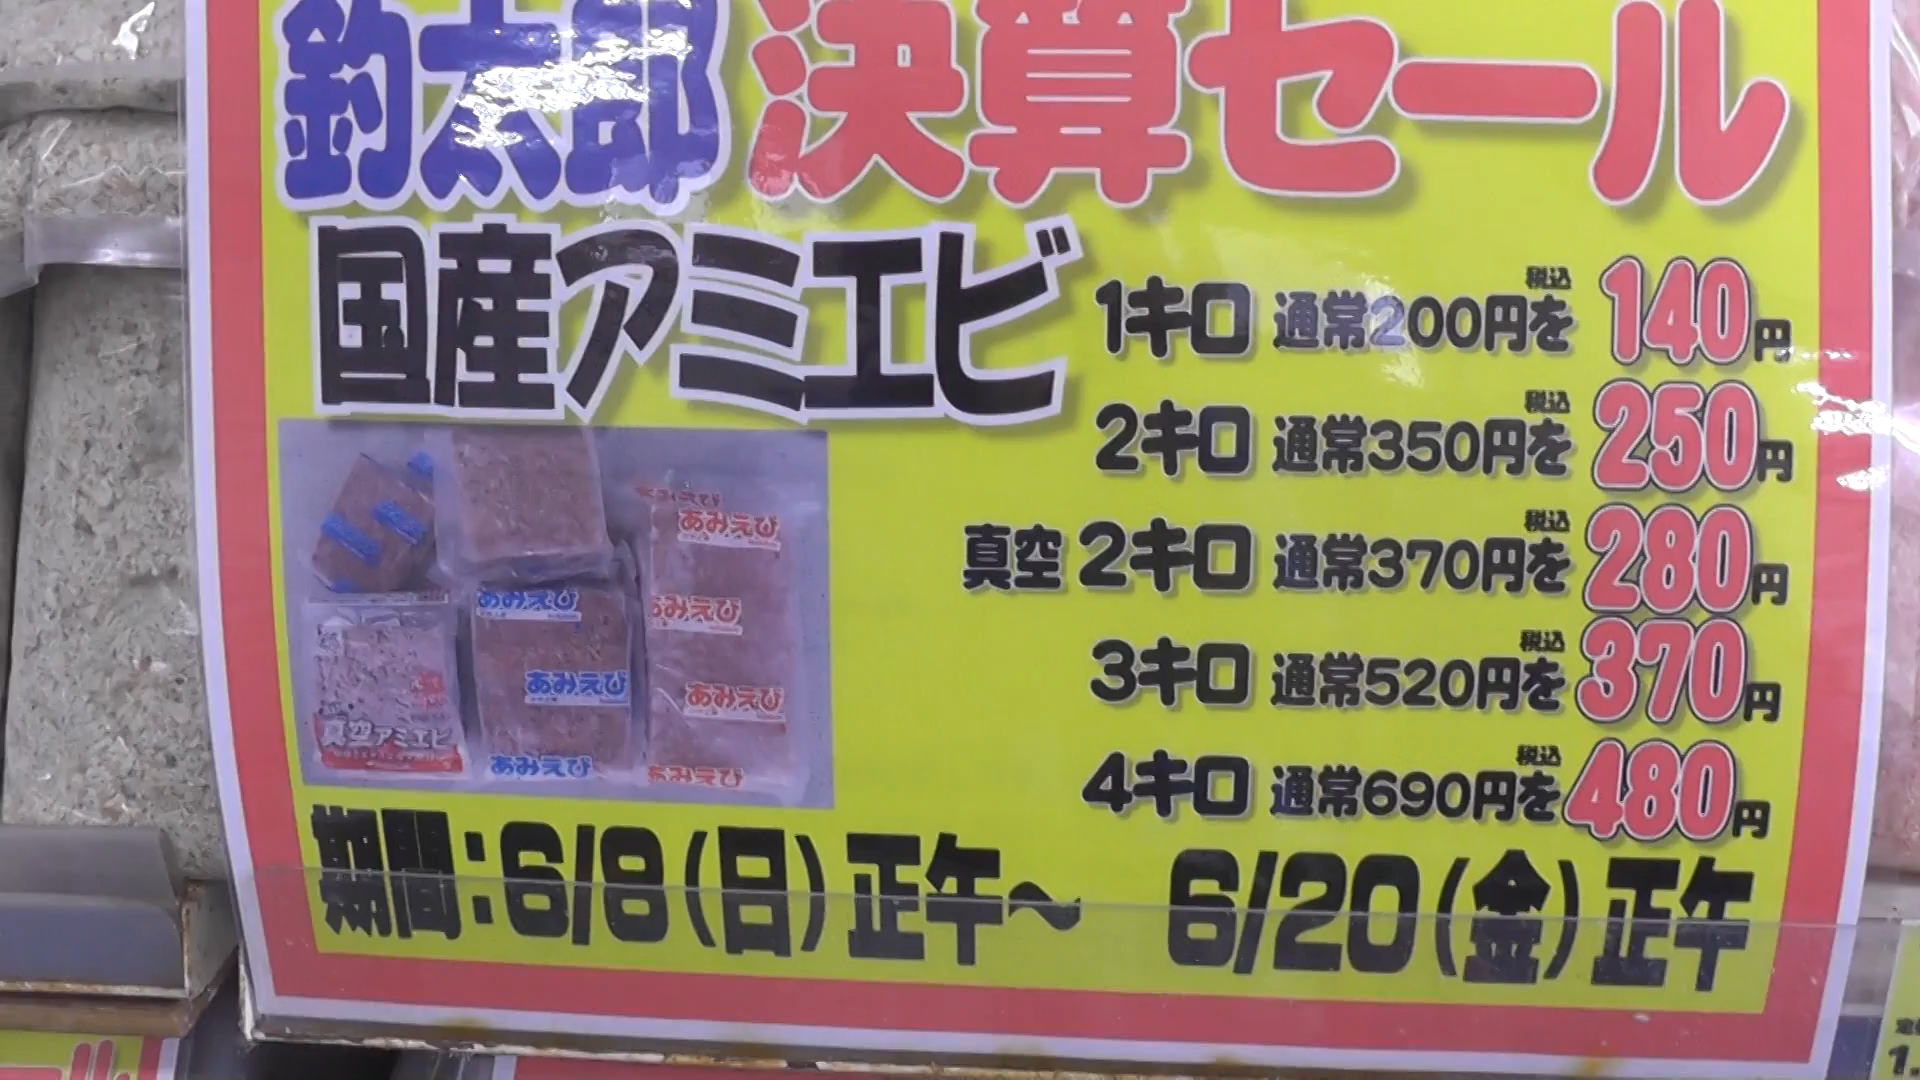 釣太郎 決算セール
国産アミエビ
1キロ 通常200円を 税込 140円
2キロ 通常350円を 税込 250円
真空 2キロ 通常370円を 税込 280円
3キロ 通常520円を 税込 370円
4キロ 通常690円を 税込 480円
あみえび
あみえび
あみえび
あみえび
あみえび
あみえび
あみえび
真空アミエビ
期間:6/8(日)正午~ 6/20(金)正午